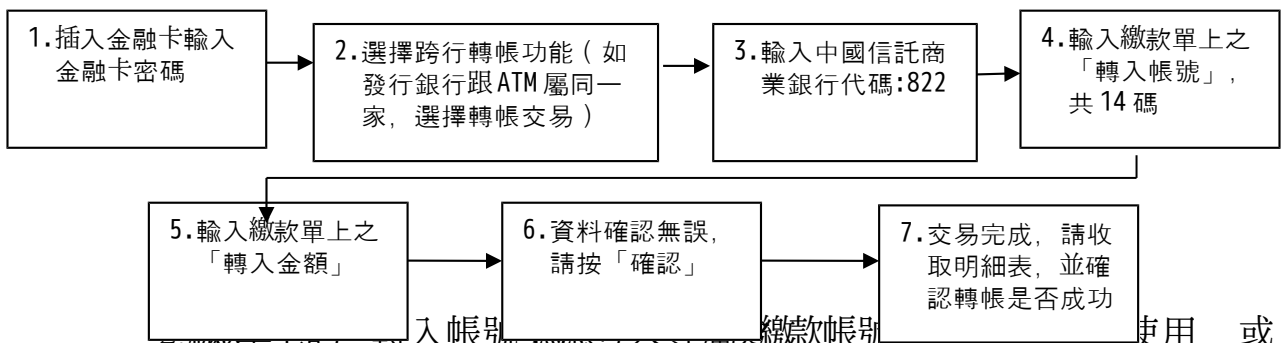 1.插入金融卡輸入
金融卡密碼
2.選擇跨行轉帳功能（如
發行銀行跟ATM屬同一
家，選擇轉帳交易）
3.輸入中國信託商
業銀行代碼:822
4.輸入繳款單上之
「轉入帳號」，
共14碼
5.輸入繳款單上之
「轉入金額」
6.資料確認無誤，
請按「確認」
7.交易完成，請收
取明細表，並確
認轉帳是否成功
入帳號 繳款帳號 使用 或